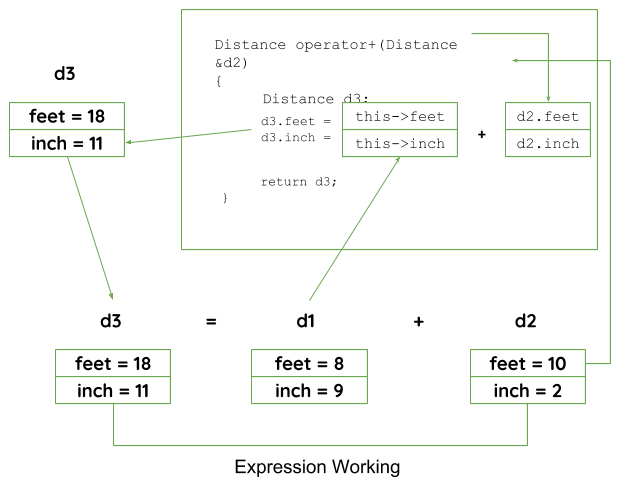 Distance operator+(Distance
&d2)
{
Distance d3;
d3
feet = 18
inch = 11
d3.feet = this->feet + d2.feet
d3.inch = this->inch d2.inch
return d3;
}
d3 = d1 + d2
feet = 18 feet = 8 feet = 10
inch = 11 inch = 9 inch = 2
Expression Working